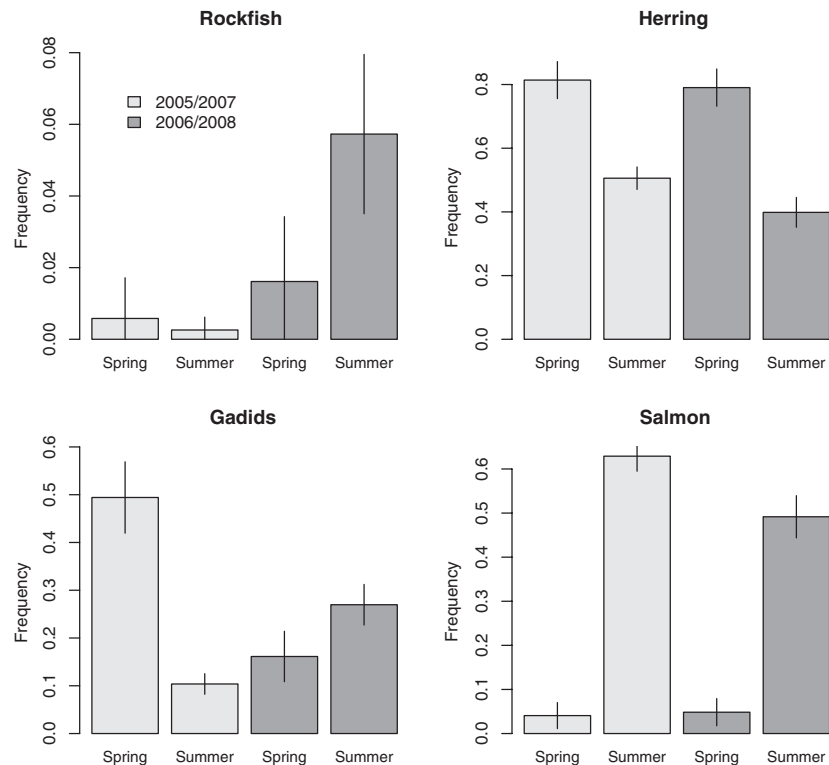 Rockfish
Frequency
0.00 0.02 0.04 0.06 0.08
2005/2007
2006/2008
Spring Summer Spring Summer
Herring
Frequency
0.0 0.2 0.4 0.6 0.8
Spring Summer Spring Summer
Gadids
Frequency
0.0 0.1 0.2 0.3 0.4 0.5 0.6
Spring Summer Spring Summer
Salmon
Frequency
0.0 0.1 0.2 0.3 0.4 0.5 0.6
Spring Summer Spring Summer